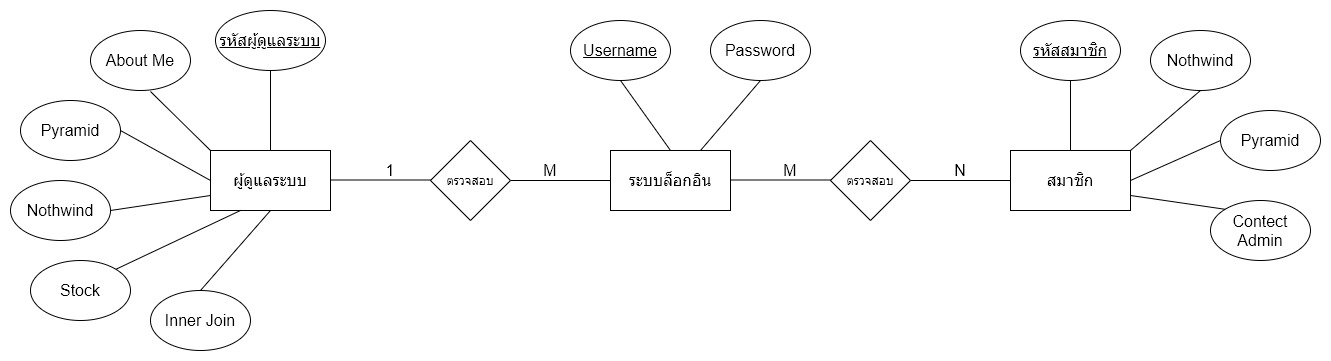 รหัสผู้ดูแลระบบ
About Me
Pyramid
Nothwind
Stock
Inner Join
ผู้ดูแลระบบ
1
ตรวจสอบ
M
Username
Password
ระบบล็อกอิน
M
ตรวจสอบ
N
รหัสสมาชิก
Nothwind
Pyramid
Contect
Admin
สมาชิก